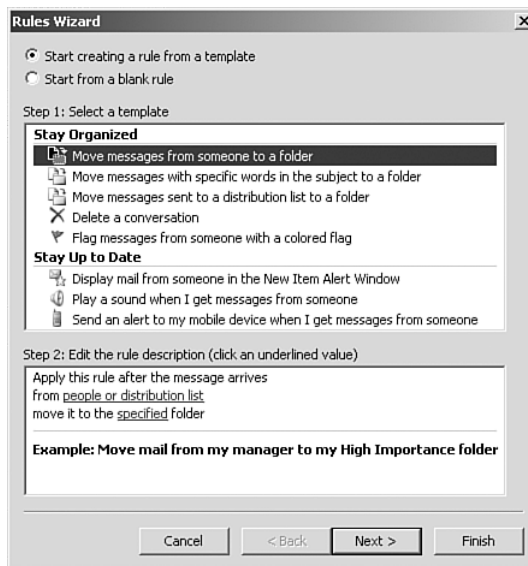 Rules Wizard
Start creating a rule from a template
Start from a blank rule
Step 1: Select a template
Stay Organized
Move messages from someone to a folder
Move messages with specific words in the subject to a folder
Move messages sent to a distribution list to a folder
Delete a conversation
Flag messages from someone with a colored flag
Stay Up to Date
Display mail from someone in the New Item Alert Window
Play a sound when I get messages from someone
Send an alert to my mobile device when I get messages from someone
Step 2: Edit the rule description (click an underlined value)
Apply this rule after the message arrives
from people or distribution list
move it to the specified folder
Example: Move mail from my manager to my High Importance folder
Cancel < Back Next > Finish